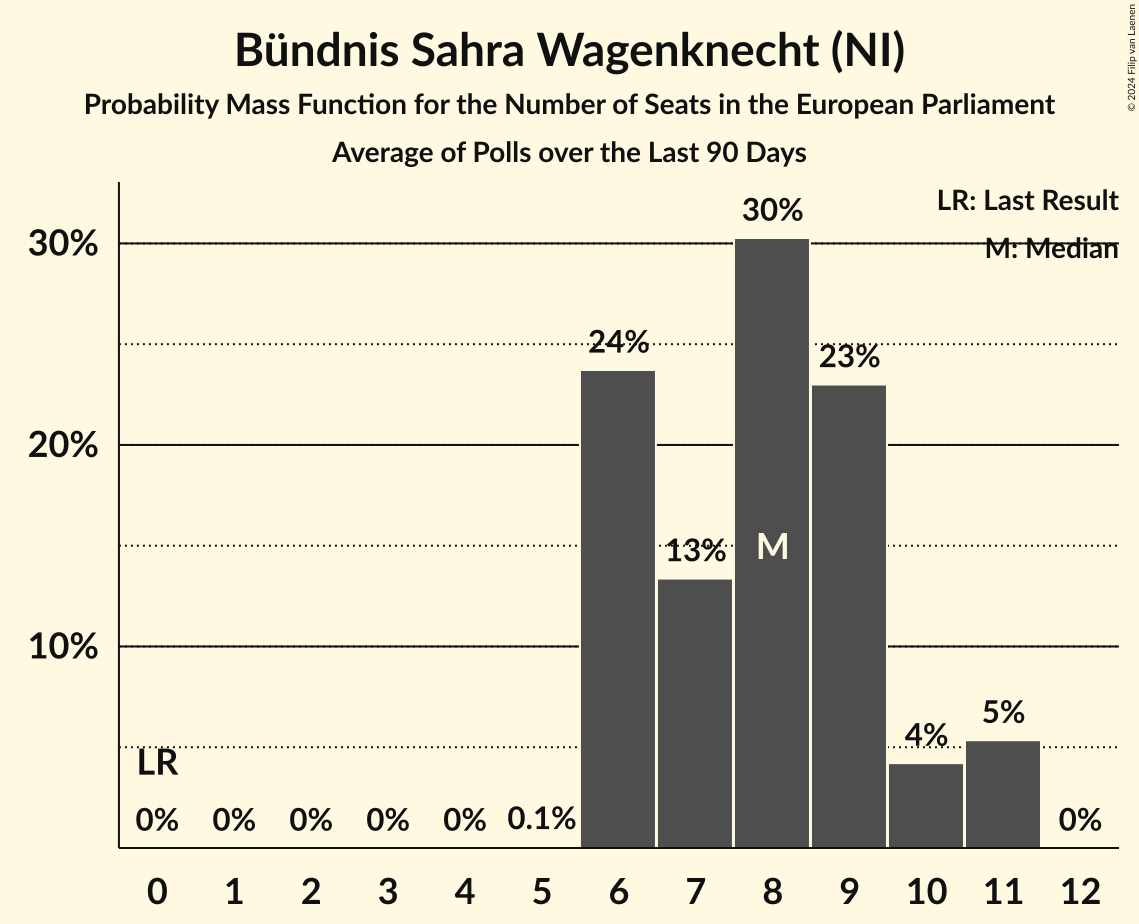 Bündnis Sahra Wagenknecht (NI)
Probability Mass Function for the Number of Seats in the European Parliament
Average of Polls over the Last 90 Days
© 2024 Filip van Laenen
LR: Last Result
M: Median
30%
20%
10%
30%
24%
23%
13%
M
5%
4%
LR
0% 0% 0% 0% 0% 0.1% 0%
0 1 2 3 4 5 6 7 8 9 10 11 12